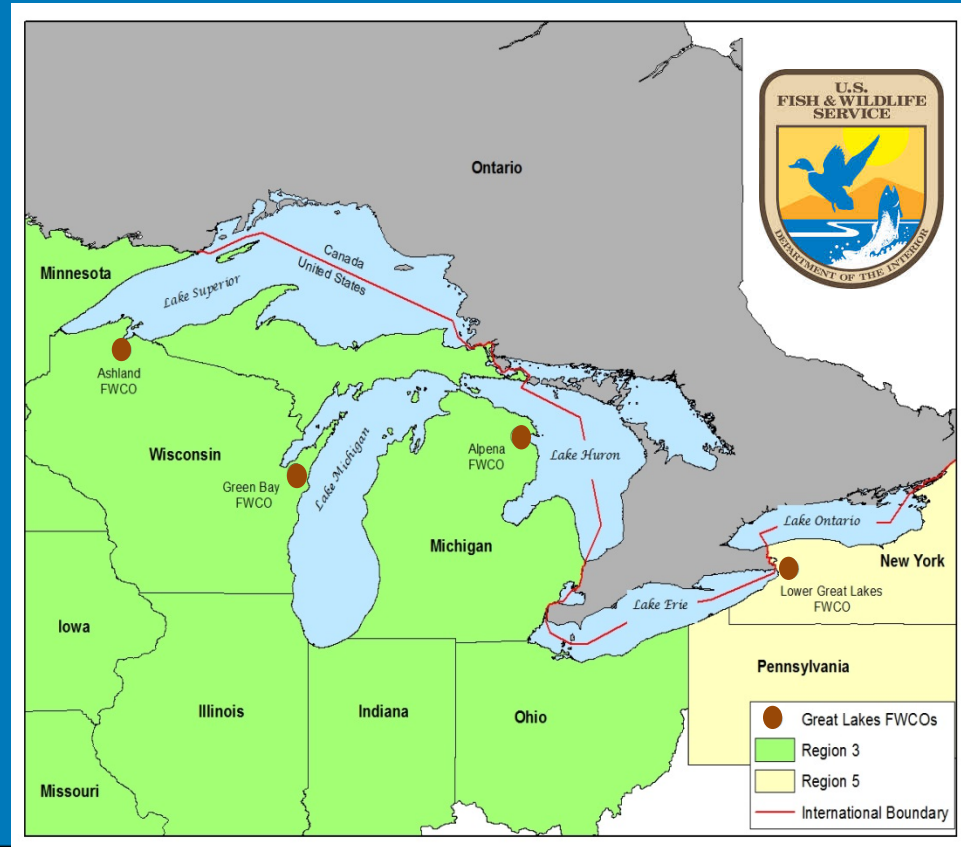 U.S.
FISH & WILDLIFE
SERVICE
DEPARTMENT OF THE INTERIOR
Ontario
Canada
United States
Minnesota
Lake Superior
Ashland
FWCO
Wisconsin
Green Bay
FWCO
Lake Michigan
Alpena
FWCO
Lake Huron
Michigan
Lake Ontario
New York
Lower Great Lakes
FWCO
Lake Erie
Iowa
Pennsylvania
Illinois
Indiana
Ohio
Missouri
Great Lakes FWCOs
Region 3
Region 5
International Boundary